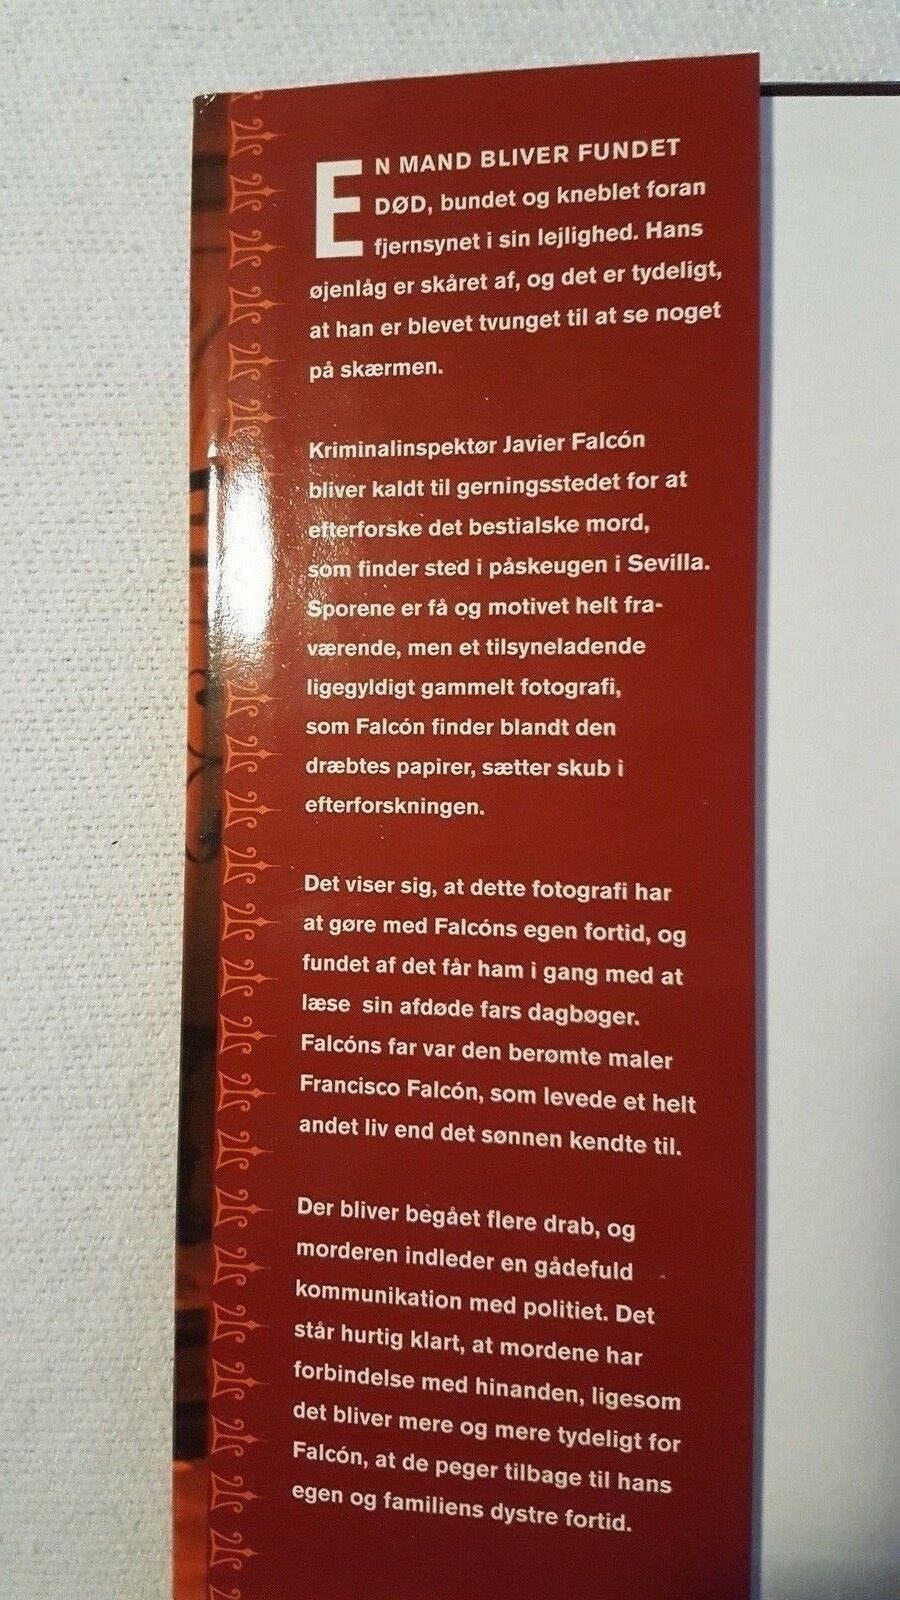 EN MAND BLIVER FUNDET
DØD, bundet og kneblet foran
fjernsynet i sin lejlighed. Hans
øjenlåg er skåret af, og det er tydeligt,
at han er blevet tvunget til at se noget
på skærmen.
Kriminalinspektør Javier Falcón
bliver kaldt til gerningsstedet for at
efterforske det bestialske mord,
som finder sted i påskeugen i Sevilla.
Sporene er få og motivet helt fra-
værende, men et tilsyneladende
ligegyldigt gammelt fotografi,
som Falcón finder blandt den
dræbtes papirer, sætter skub i
efterforskningen.
Det viser sig, at dette fotografi har
at gøre med Falcóns egen fortid, og
fundet af det får ham i gang med at
læse sin afdøde fars dagbøger.
Falcóns far var den berømte maler
Francisco Falcón, som levede et helt
andet liv end det sønnen kendte til.
Der bliver begået flere drab, og
morderen indleder en gådefuld
kommunikation med politiet. Det
står hurtig klart, at mordene har
forbindelse med hinanden, ligesom
det bliver mere og mere tydeligt for
Falcón, at de peger tilbage til hans
egen og familiens dystre fortid.